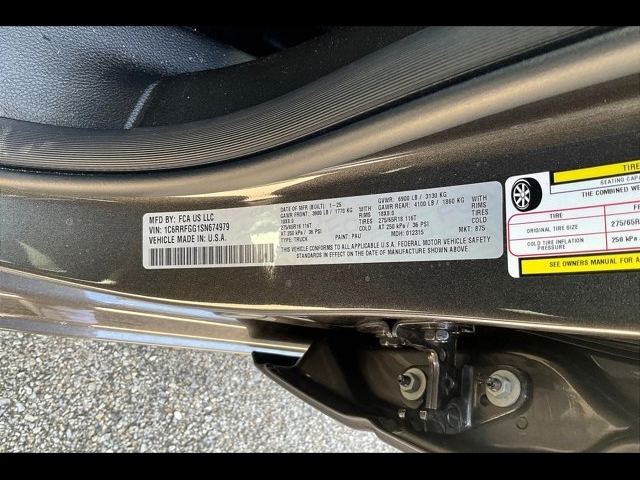 MFD. BY: FCA US LLC
VIN: 1C6RRFGG1SN674979
VEHICLE MADE IN: U.S.A.
DATE OF MFR (BUILT): 1-25
GAWR FRONT: 3900 LB / 1770 KG WITH
18X8.0 RIMS
275/65R18 116T COLD
AT 250 kPa / 36 PSI
TYPE: TRUCK PAINT: PAU
GVWR: 6900 LB / 3130 KG
GAWR REAR: 4100 LB / 1860 KG WITH
18X8.0 RIMS
275/65R18 116T COLD
AT 250 kPa / 36 PSI
MDH: 012315 MKT: 875
THIS VEHICLE CONFORMS TO ALL APPLICABLE U.S.A. FEDERAL MOTOR VEHICLE SAFETY
STANDARDS IN EFFECT ON THE DATE OF MANUFACTURE SHOWN ABOVE.
TIRE
SEATING CAPA
THE COMBINED W
TIRE
ORIGINAL TIRE SIZE 275/65R
COLD TIRE INFLATION
PRESSURE 250 kPa
SEE OWNERS MANUAL FOR A